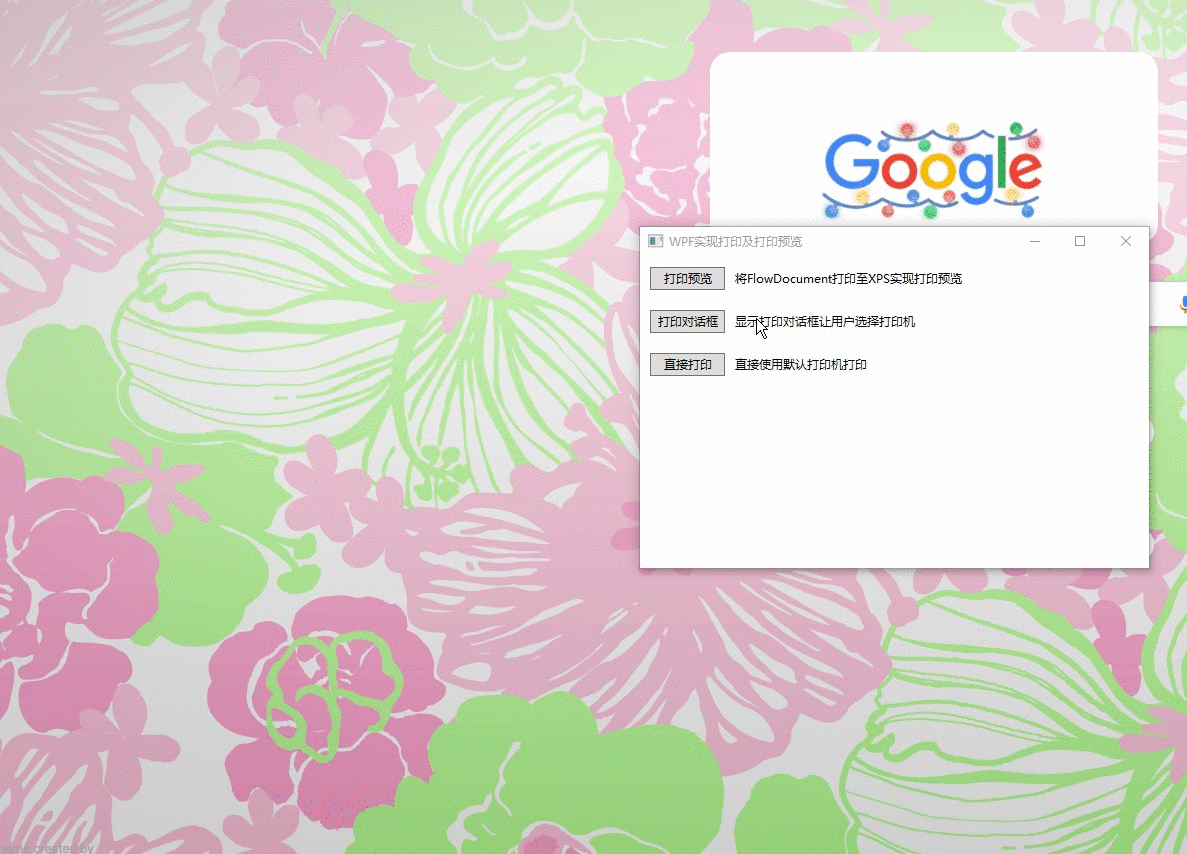 Google
WPF实现打印及打印预览
打印预览 将FlowDocument打印至XPS实现打印预览
打印对话框 显示打印对话框让用户选择打印机
直接打印 直接使用默认打印机打印
created by